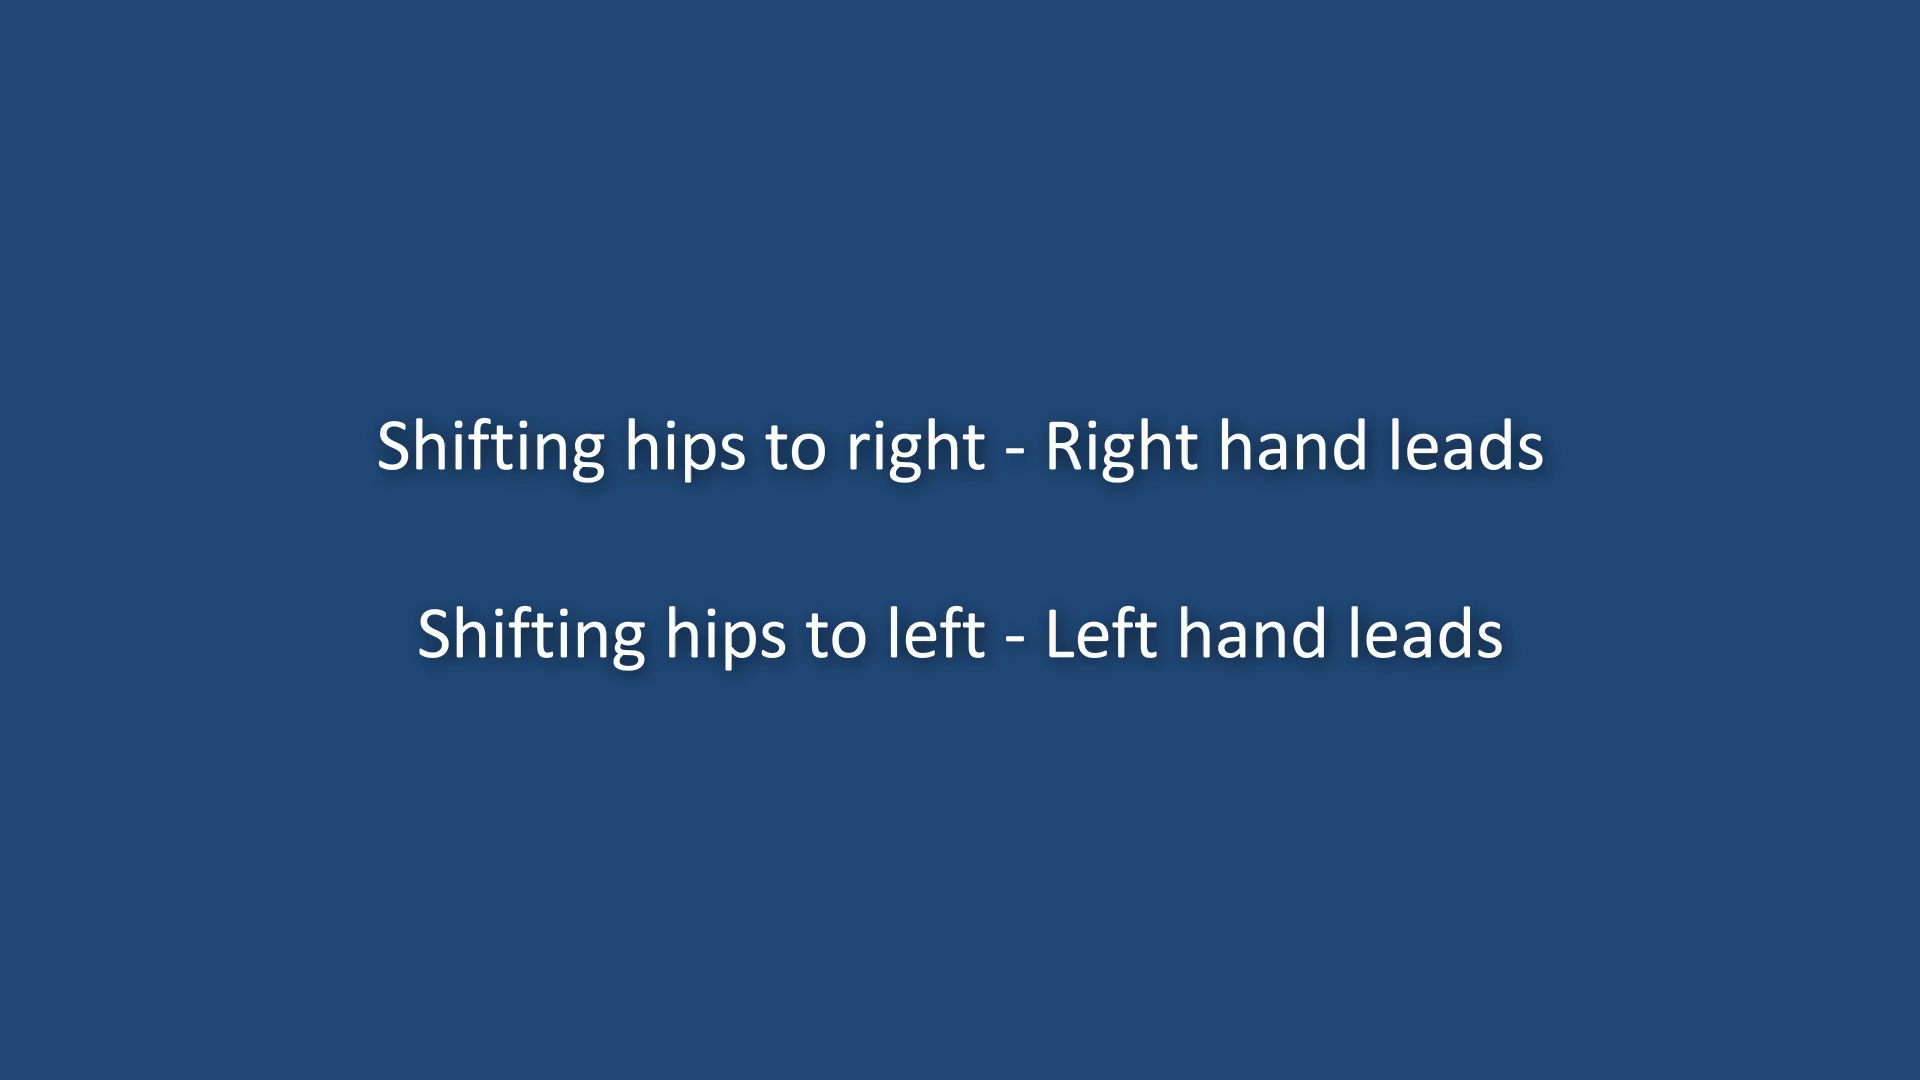 Shifting hips to right - Right hand leads
Shifting hips to left - Left hand leads